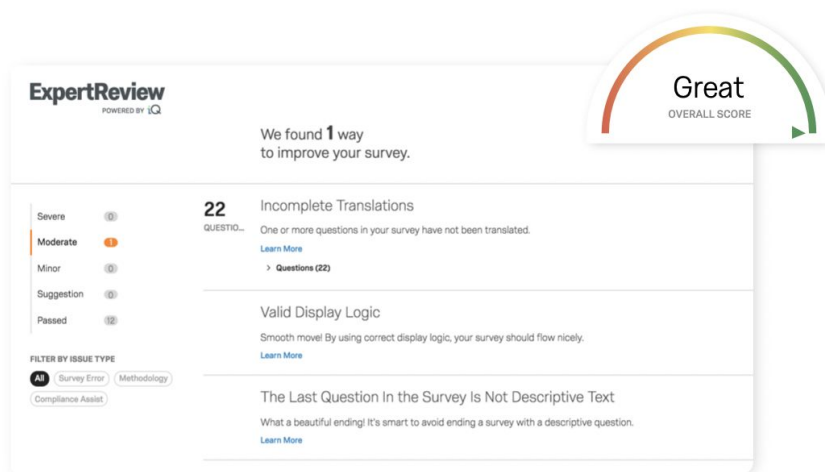 Great
OVERALL SCORE
ExpertReview
POWERED BY iQ
We found 1 way
to improve your survey.
Severe 0
Moderate 1
Minor 0
Suggestion 0
Passed 12
FILTER BY ISSUE TYPE
All Survey Error Methodology
Compliance Assist
22
QUESTIO...
Incomplete Translations
One or more questions in your survey have not been translated.
Learn More
> Questions (22)
Valid Display Logic
Smooth move! By using correct display logic, your survey should flow nicely.
Learn More
The Last Question In the Survey Is Not Descriptive Text
What a beautiful ending! It's smart to avoid ending a survey with a descriptive question.
Learn More